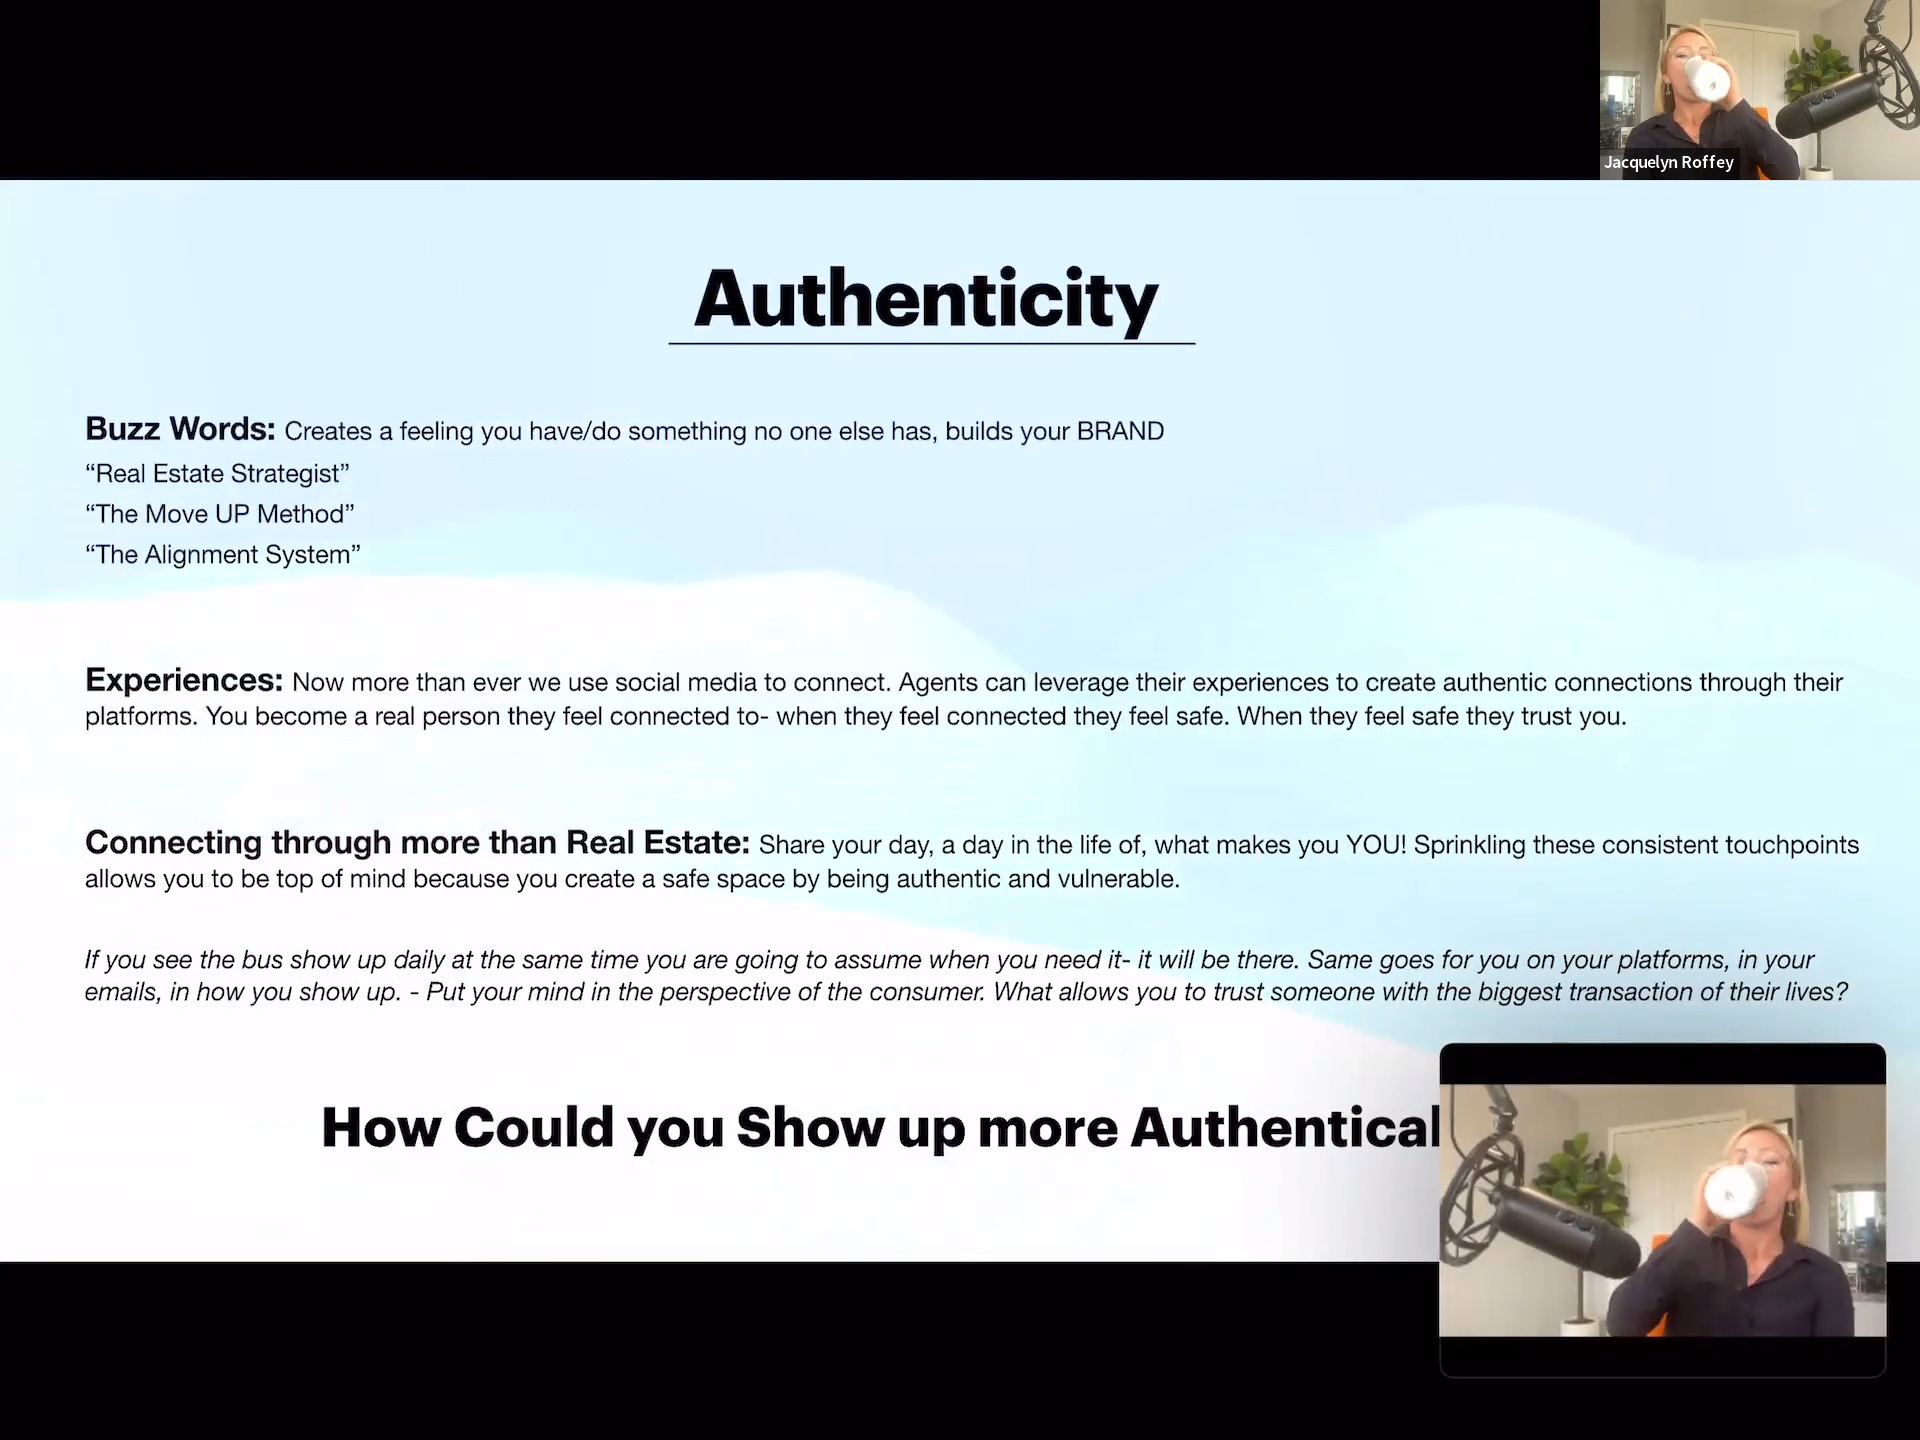 Jacquelyn Roffey
Authenticity
Buzz Words: Creates a feeling you have/do something no one else has, builds your BRAND
“Real Estate Strategist”
“The Move UP Method”
“The Alignment System”
Experiences: Now more than ever we use social media to connect. Agents can leverage their experiences to create authentic connections through their
platforms. You become a real person they feel connected to- when they feel connected they feel safe. When they feel safe they trust you.
Connecting through more than Real Estate: Share your day, a day in the life of, what makes you YOU! Sprinkling these consistent touchpoints
allows you to be top of mind because you create a safe space by being authentic and vulnerable.
If you see the bus show up daily at the same time you are going to assume when you need it- it will be there. Same goes for you on your platforms, in your
emails, in how you show up. - Put your mind in the perspective of the consumer. What allows you to trust someone with the biggest transaction of their lives?
How Could you Show up more Authentical